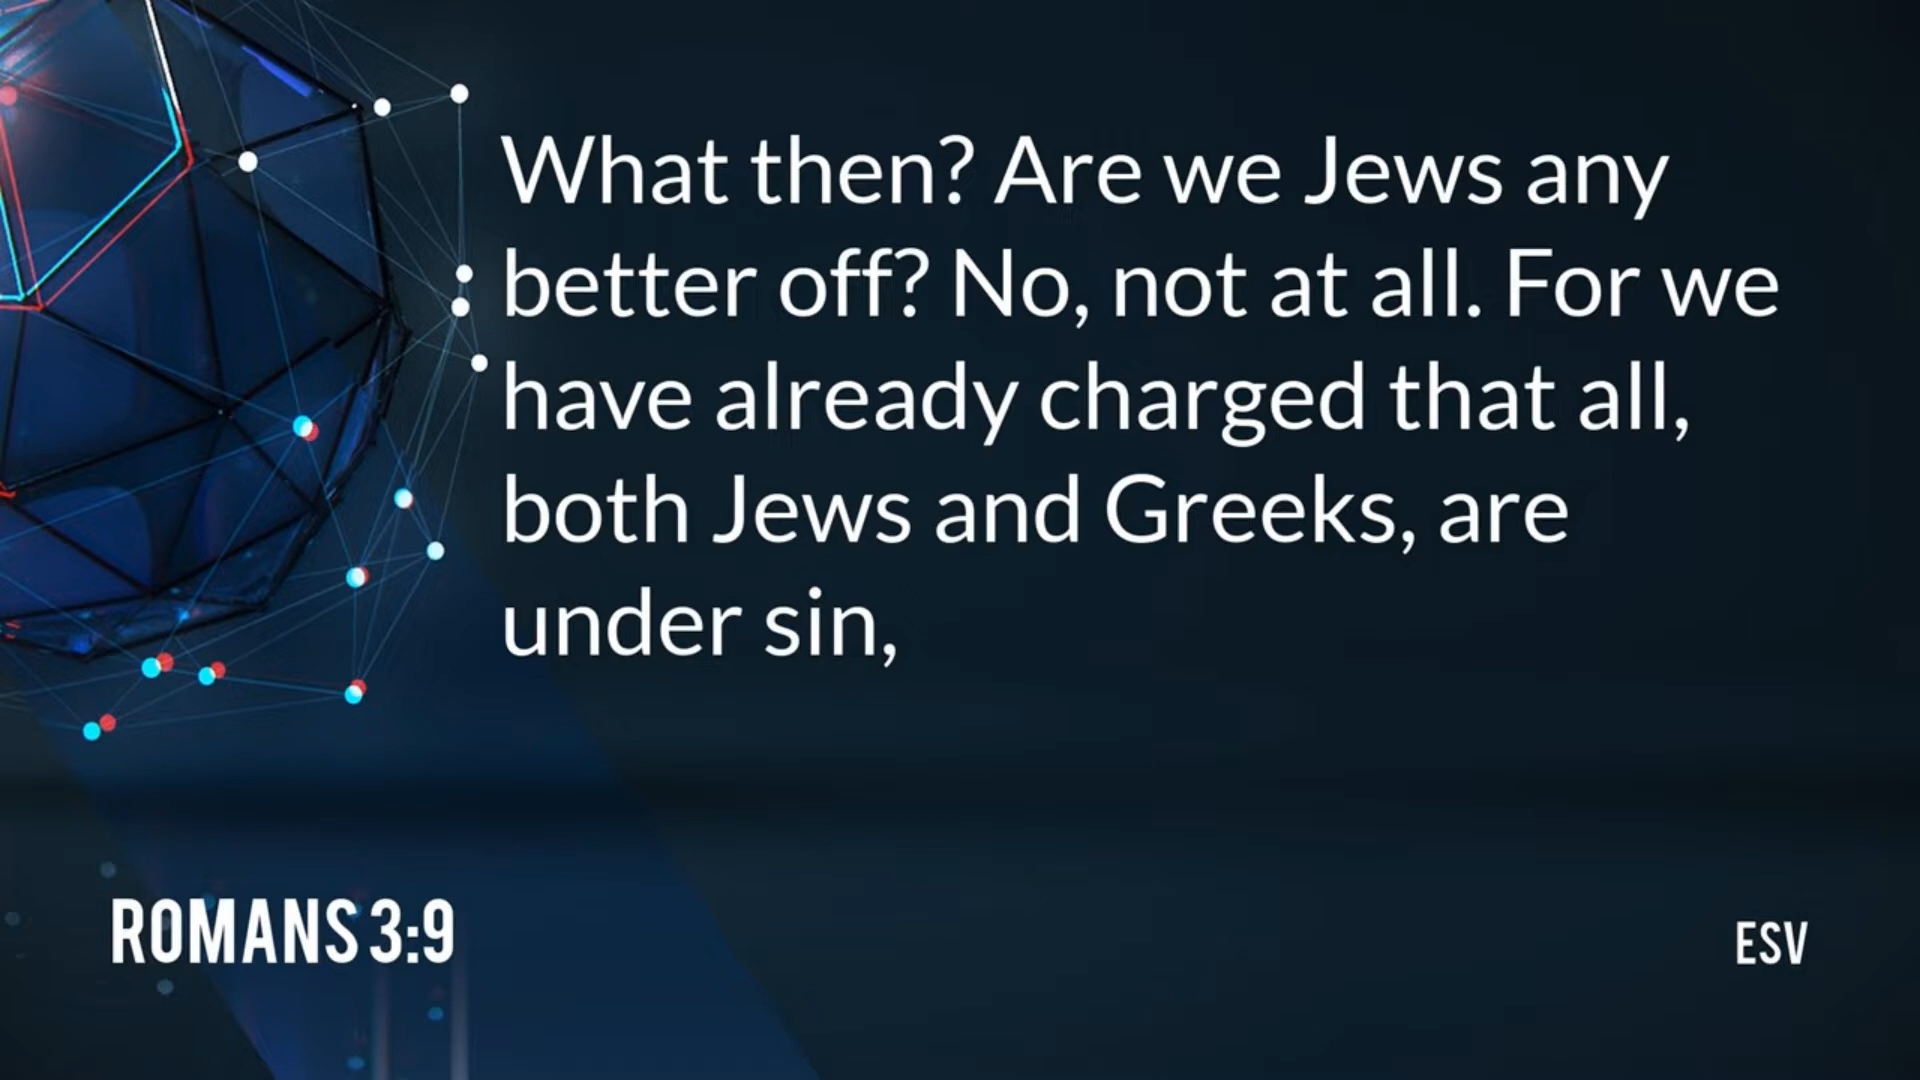 What then? Are we Jews any
better off? No, not at all. For we
have already charged that all,
both Jews and Greeks, are
under sin,
ROMANS 3:9
ESV